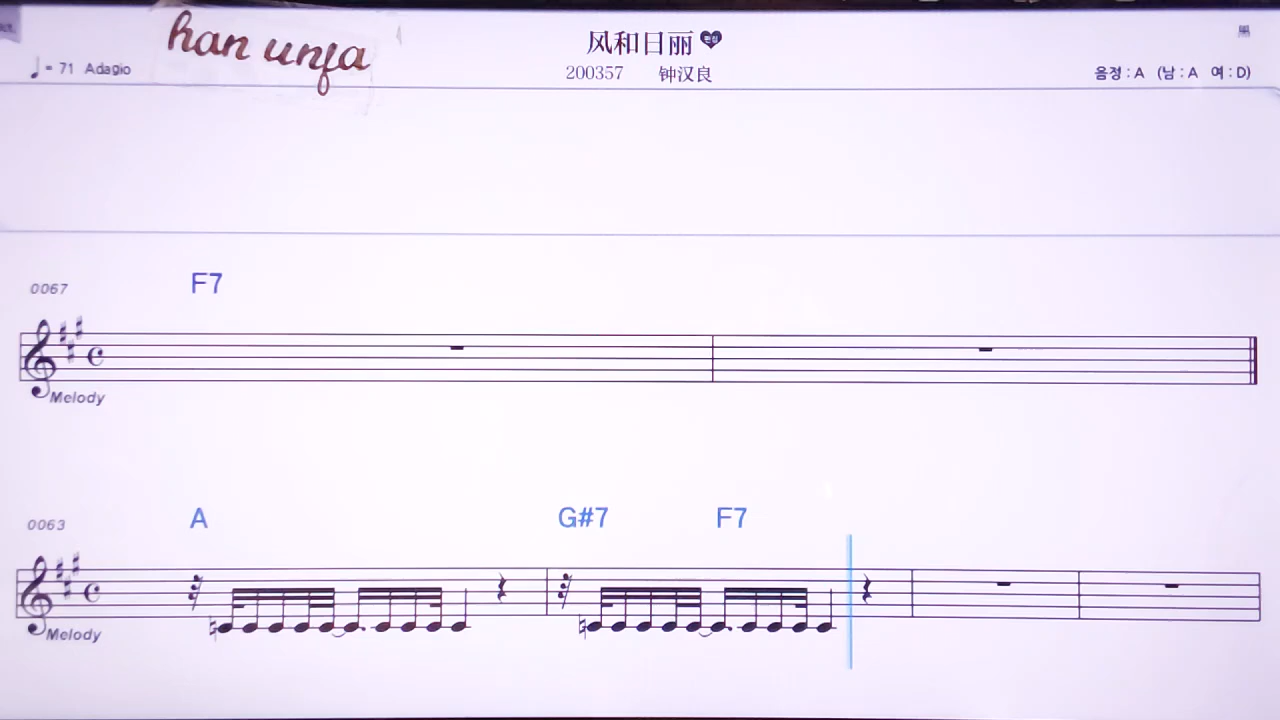 han unfa
风和日丽
♩= 71 Adagio
200357 钟汉良
음정 : A (남 : A 여 : D)
0067 F7
Melody
0063 A G#7 F7
Melody